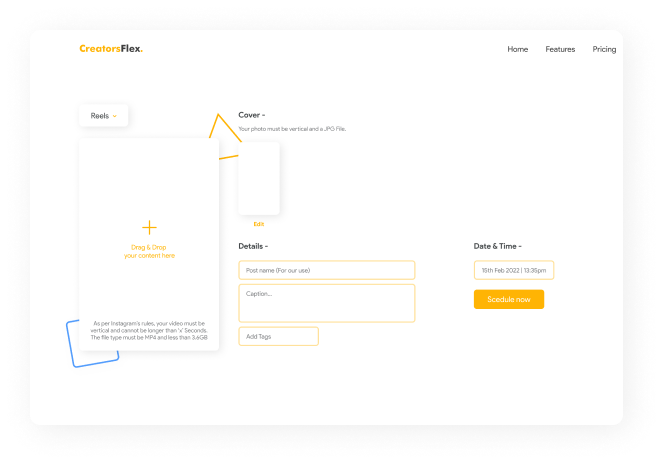 CreatorsFlex.
Home Features Pricing
Reels
Cover -
Your photo must be vertical and a .JPG File.
Drag & Drop
your content here
Edit
Details -
Date & Time -
Post name (For our use)
15th Feb 2022 | 13:35pm
Caption...
Scedule now
As per Instagram's rules, your video must be
vertical and cannot be longer than 'x' Seconds.
The file type must be MP4 and less than 3.6GB
Add Tags